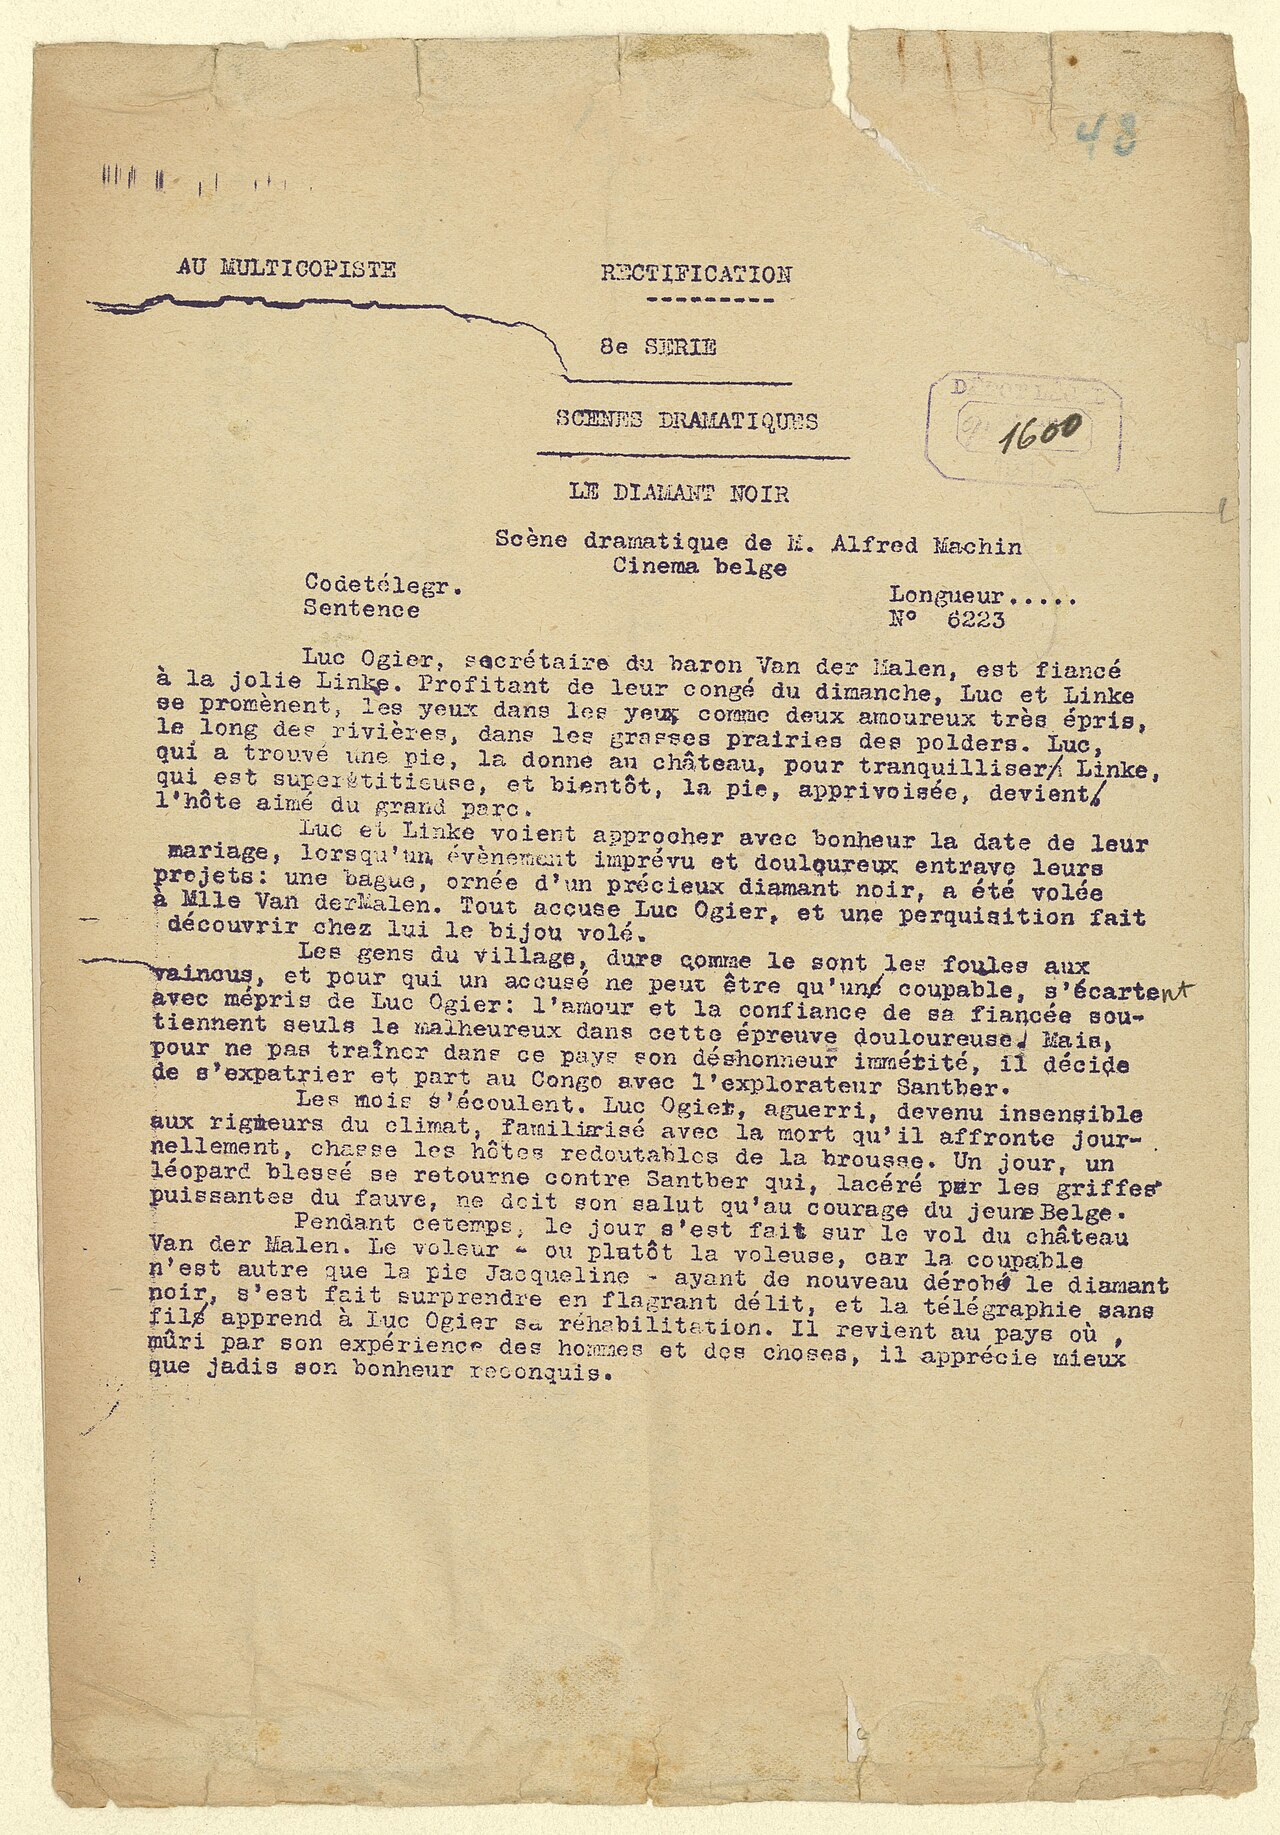 48
AU MULTICOPISTE
RECTIFICATION
8e SERIE
SCENES DRAMATIQUES
1600
LE DIAMANT NOIR
Scène dramatique de M. Alfred Machin
Cinema belge
Codetélegr.
Sentence
Longueur.....
N° 6223
Luc Ogier, secrétaire du baron Van der Malen, est fiancé
à la jolie Linke. Profitant de leur congé du dimanche, Luc et Linke
se promènent, les yeux dans les yeux comme deux amoureux très épris,
le long des rivières, dans les grasses prairies des polders. Luc,
qui a trouvé une pie, la donne au château, pour tranquilliser Linke,
qui est superstitieuse, et bientôt, la pie, apprivoisée, devient
l'hôte aimé du grand parc.
Luc et Linke voient approcher avec bonheur la date de leur
mariage, lorsqu'un évènement imprévu et douloureux entrave leurs
projets: une bague, ornée d'un précieux diamant noir, a été volée
à Mlle Van derMalen. Tout accuse Luc Ogier, et une perquisition fait
découvrir chez lui le bijou volé.
Les gens du village, durs comme le sont les foules aux
vaincus, et pour qui un accusé ne peut être qu'un coupable, s'écartent
avec mépris de Luc Ogier: l'amour et la confiance de sa fiancée sou-
tiennent seuls le malheureux dans cette épreuve douloureuse. Mais,
pour ne pas traîner dans ce pays son déshonneur immérité, il décide
de s'expatrier et part au Congo avec l'explorateur Santher.
Les mois s'écoulent. Luc Ogier, aguerri, devenu insensible
aux rigueurs du climat, familiarisé avec la mort qu'il affronte jour-
nellement, chasse les hôtes redoutables de la brousse. Un jour, un
léopard blessé se retourne contre Santher qui, lacéré par les griffes
puissantes du fauve, ne doit son salut qu'au courage du jeune Belge.
Pendant cetemps, le jour s'est fait sur le vol du château
Van der Malen. Le voleur - ou plutôt la voleuse, car la coupable
n'est autre que la pie Jacqueline - ayant de nouveau dérobé le diamant
noir, s'est fait surprendre en flagrant délit, et la télégraphie sans
fil apprend à Luc Ogier sa réhabilitation. Il revient au pays où ,
mûri par son expérience des hommes et des choses, il apprécie mieux
que jadis son bonheur reconquis.